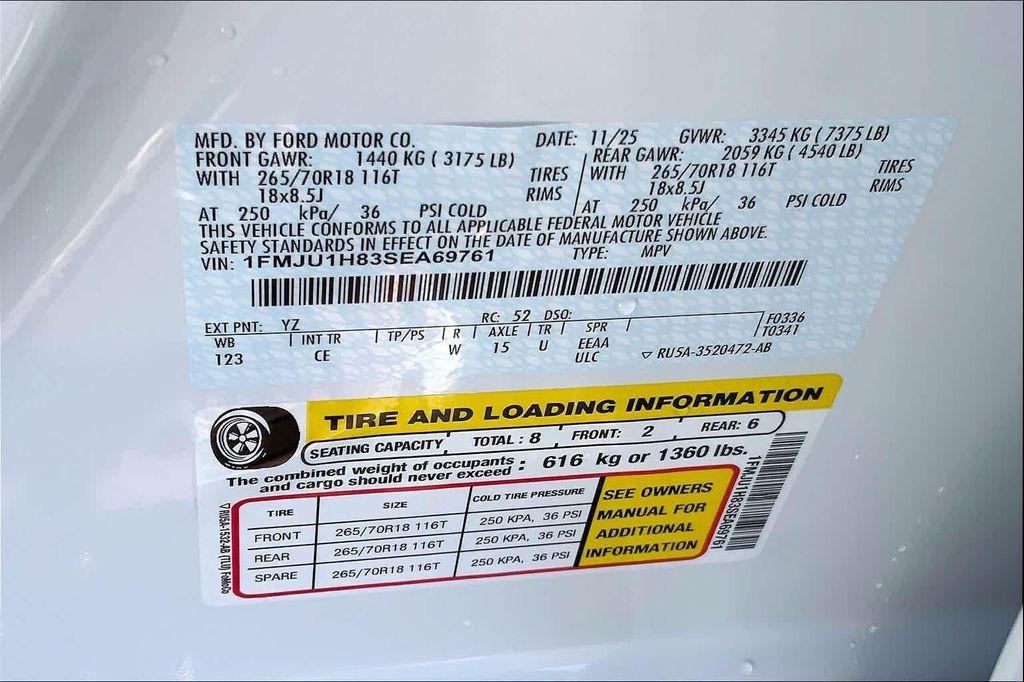 MFD. BY FORD MOTOR CO. DATE: 11/25 GVWR: 3345 KG ( 7375 LB)
FRONT GAWR: 1440 KG ( 3175 LB) REAR GAWR: 2059 KG ( 4540 LB)
WITH 265/70R18 116T TIRES WITH 265/70R18 116T TIRES
18x8.5J RIMS 18x8.5J RIMS
AT 250 kPa/ 36 PSI COLD AT 250 kPa/ 36 PSI COLD
THIS VEHICLE CONFORMS TO ALL APPLICABLE FEDERAL MOTOR VEHICLE
SAFETY STANDARDS IN EFFECT ON THE DATE OF MANUFACTURE SHOWN ABOVE.
VIN: 1FMJU1H83SEA69761 TYPE: MPV
EXT PNT: YZ RC: 52 DSO:
WB INT TR TP/PS R AXLE TR SPR F0336
123 CE W 15 U EEAA T0341
ULC ▽ RU5A-3520472-AB
TIRE AND LOADING INFORMATION
SEATING CAPACITY TOTAL : 8 FRONT: 2 REAR: 6
The combined weight of occupants : 616 kg or 1360 lbs.
and cargo should never exceed
TIRE SIZE COLD TIRE PRESSURE
FRONT 265/70R18 116T 250 KPA, 36 PSI
REAR 265/70R18 116T 250 KPA, 36 PSI
SPARE 265/70R18 116T 250 KPA, 36 PSI
SEE OWNERS
MANUAL FOR
ADDITIONAL
INFORMATION
1FMJU1H83SEA69761
▽RU5A-1532-AB (TLU) FoMoCo